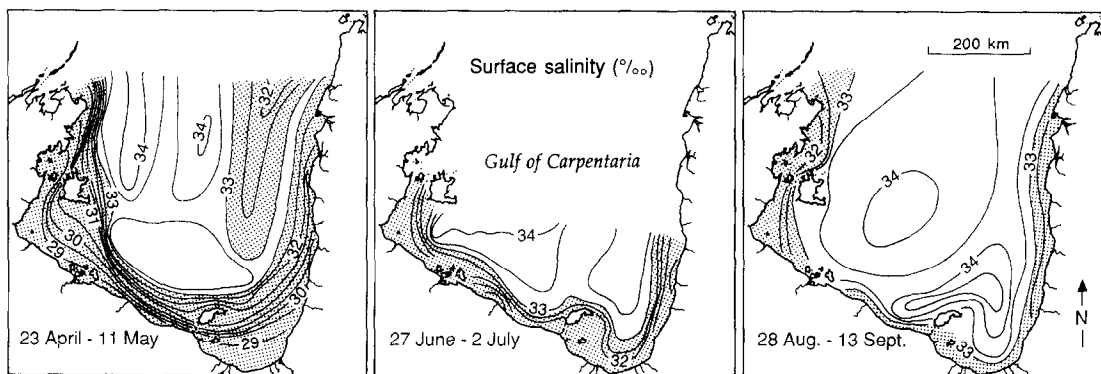 34
34
32
33
33
31
30
29
32
30
29
23 April - 11 May
Surface salinity (‰)
Gulf of Carpentaria
34
33
32
27 June - 2 July
200 km
33
32
33
34
34
33
N
28 Aug. - 13 Sept.